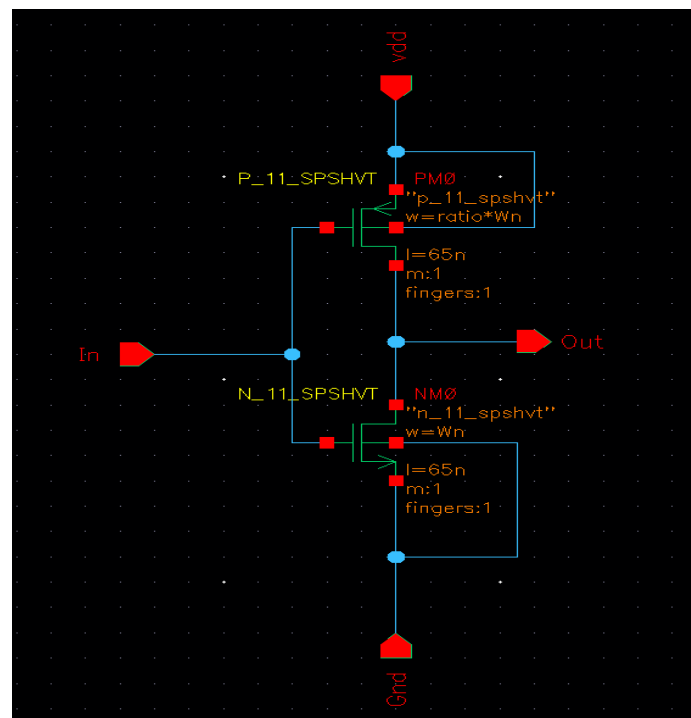 vdd
P_11_SPSHVT PM0
"p_11_spshvt"
w=ratio*Wn
l=65n
m:1
fingers:1
In
Out
N_11_SPSHVT NM0
"n_11_spshvt"
w=Wn
l=65n
m:1
fingers:1
Gnd